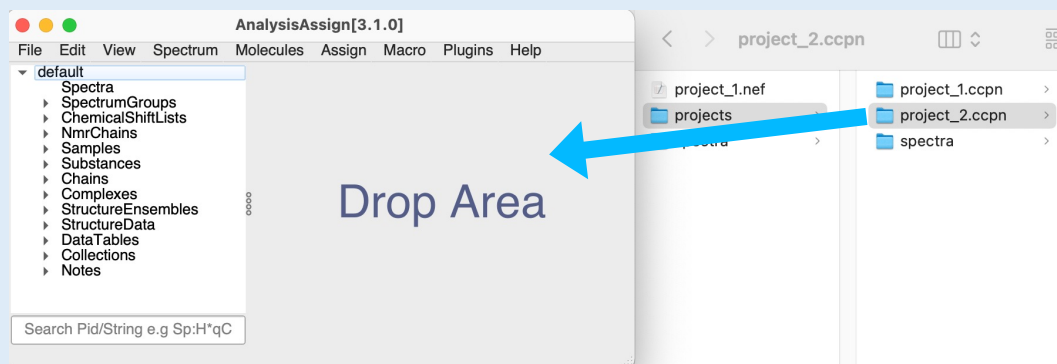 AnalysisAssign[3.1.0]
File Edit View Spectrum Molecules Assign Macro Plugins Help
default
Spectra
SpectrumGroups
ChemicalShiftLists
NmrChains
Samples
Substances
Chains
Complexes
StructureEnsembles
StructureData
DataTables
Collections
Notes
Search Pid/String e.g Sp:H*qC
Drop Area
project_2.ccpn
project_1.nef
projects
project_1.ccpn
project_2.ccpn
spectra